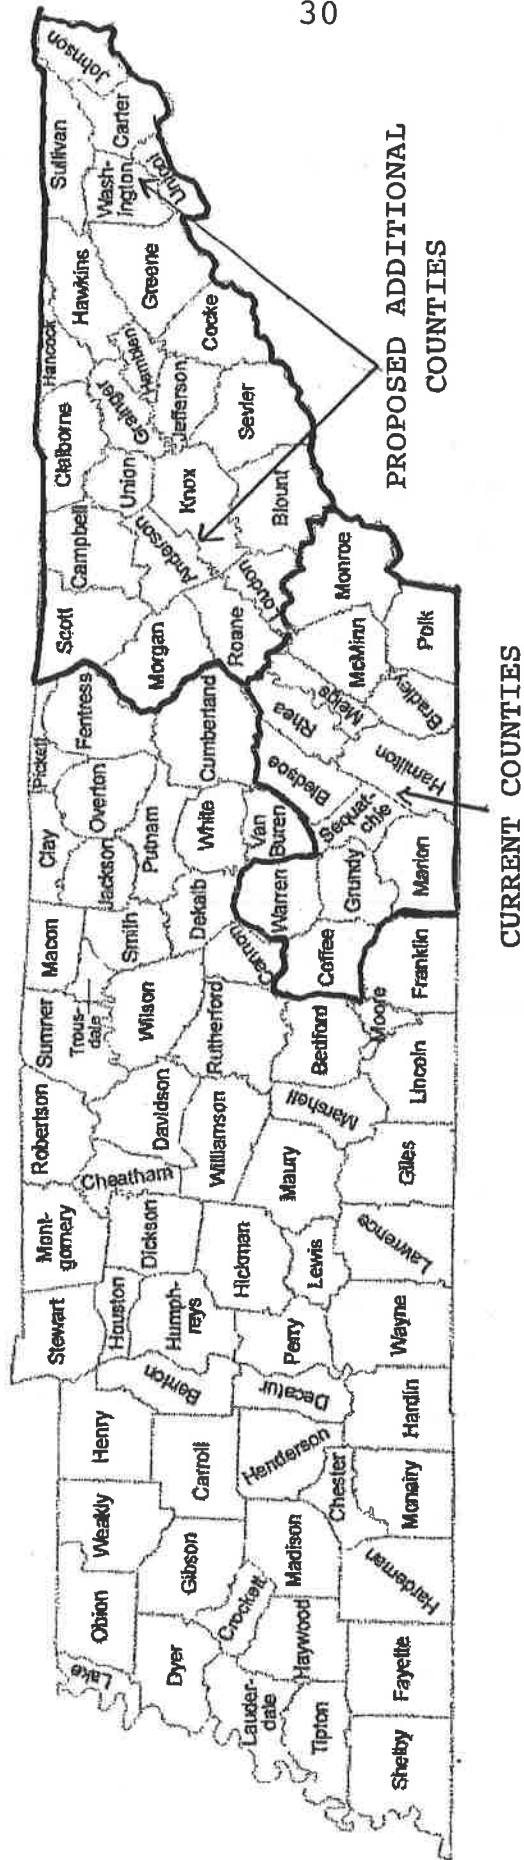 30
Johnson
Sullivan
Carter
Wash-
ington
Unicoi
Hawkins
Greene
Hancock
Hamblen
Cocke
Claiborne
Grainger
Jefferson
Union
Sevier
Knox
Campbell
Anderson
Blount
Scott
Loudon
Monroe
Morgan
Roane
McMinn
Polk
Pickett
Fentress
Cumberland
Rhea
Meigs
Bradley
Overton
Bledsoe
Hamilton
Clay
Putnam
White
Van
Buren
Sequat-
chie
Jackson
Warren
Grundy
Marion
Macon
Smith
Dekalb
Cannon
Coffee
Franklin
Sumner
Trous-
dale
Wilson
Rutherford
Bedford
Moore
Robertson
Davidson
Williamson
Marshell
Lincoln
Cheatham
Maury
Giles
Mont-
gomery
Dickson
Hickman
Lewis
Lawrence
Stewart
Houston
Humph-
reys
Perry
Wayne
Benton
Decatur
Hardin
Henry
Carroll
Henderson
Chester
Mcnairy
Weakly
Gibson
Madison
Hardeman
Obion
Crockett
Haywood
Fayette
Lake
Dyer
Lauder-
dale
Tipton
Shelby
PROPOSED ADDITIONAL
COUNTIES
CURRENT COUNTIES